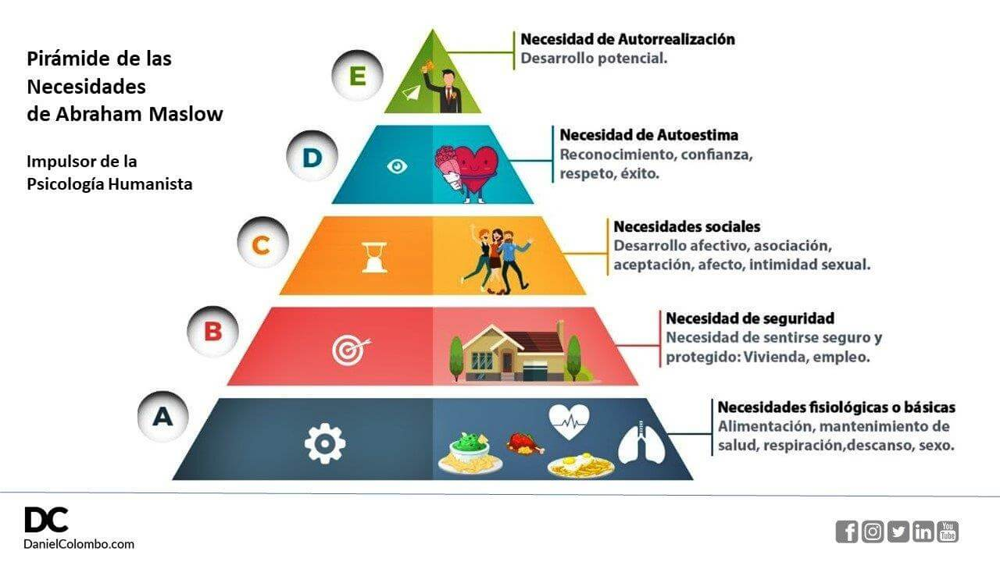 Pirámide de las
Necesidades
de Abraham Maslow
Impulsor de la
Psicología Humanista
E
Necesidad de Autorrealización
Desarrollo potencial.
D
Necesidad de Autoestima
Reconocimiento, confianza,
respeto, éxito.
C
Necesidades sociales
Desarrollo afectivo, asociación,
aceptación, afecto, intimidad sexual.
B
Necesidad de seguridad
Necesidad de sentirse seguro y
protegido: Vivienda, empleo.
A
Necesidades fisiológicas o básicas
Alimentación, mantenimiento de
salud, respiración,descanso, sexo.
DC
DanielColombo.com
f
in
You
Tube